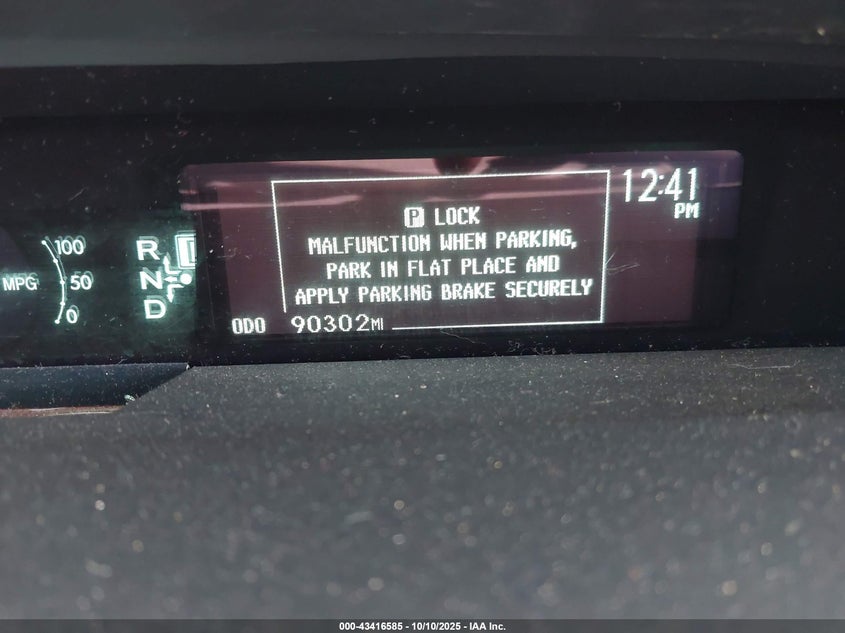 12:41
PM
P LOCK
MALFUNCTION WHEN PARKING,
PARK IN FLAT PLACE AND
APPLY PARKING BRAKE SECURELY
ODO 90302MI
100
MPG 50
0
R
N
D
000-43416585 - 10/10/2025 - IAA Inc.